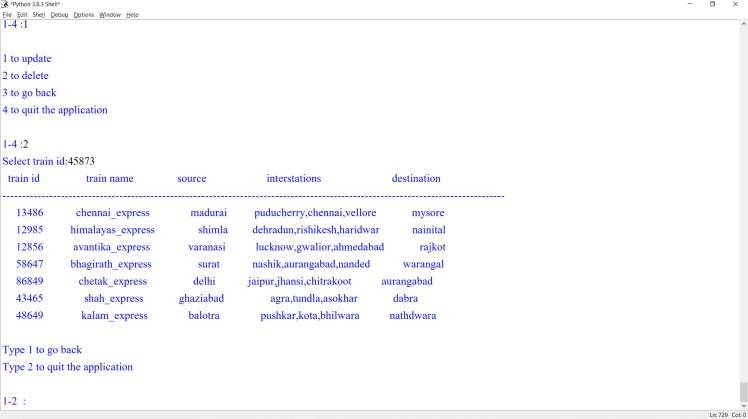 *Python 3.8.3 Shell*
File Edit Shell Debug Options Window Help
1-4 :1
1 to update
2 to delete
3 to go back
4 to quit the application
1-4 :2
Select train id:45873
train id train name source interstations destination
--------------------------------------------------------------------------------------------------------------------------------
13486 chennai_express madurai puducherry,chennai,vellore mysore
12985 himalayas_express shimla dehradun,rishikesh,haridwar nainital
12856 avantika_express varanasi lucknow,gwalior,ahmedabad rajkot
58647 bhagirath_express surat nashik,aurangabad,nanded warangal
86849 chetak_express delhi jaipur,jhansi,chitrakoot aurangabad
43465 shah_express ghaziabad agra,tundla,asokhar dabra
48649 kalam_express balotra pushkar,kota,bhilwara nathdwara
Type 1 to go back
Type 2 to quit the application
1-2 :
Ln: 729 Col: 0